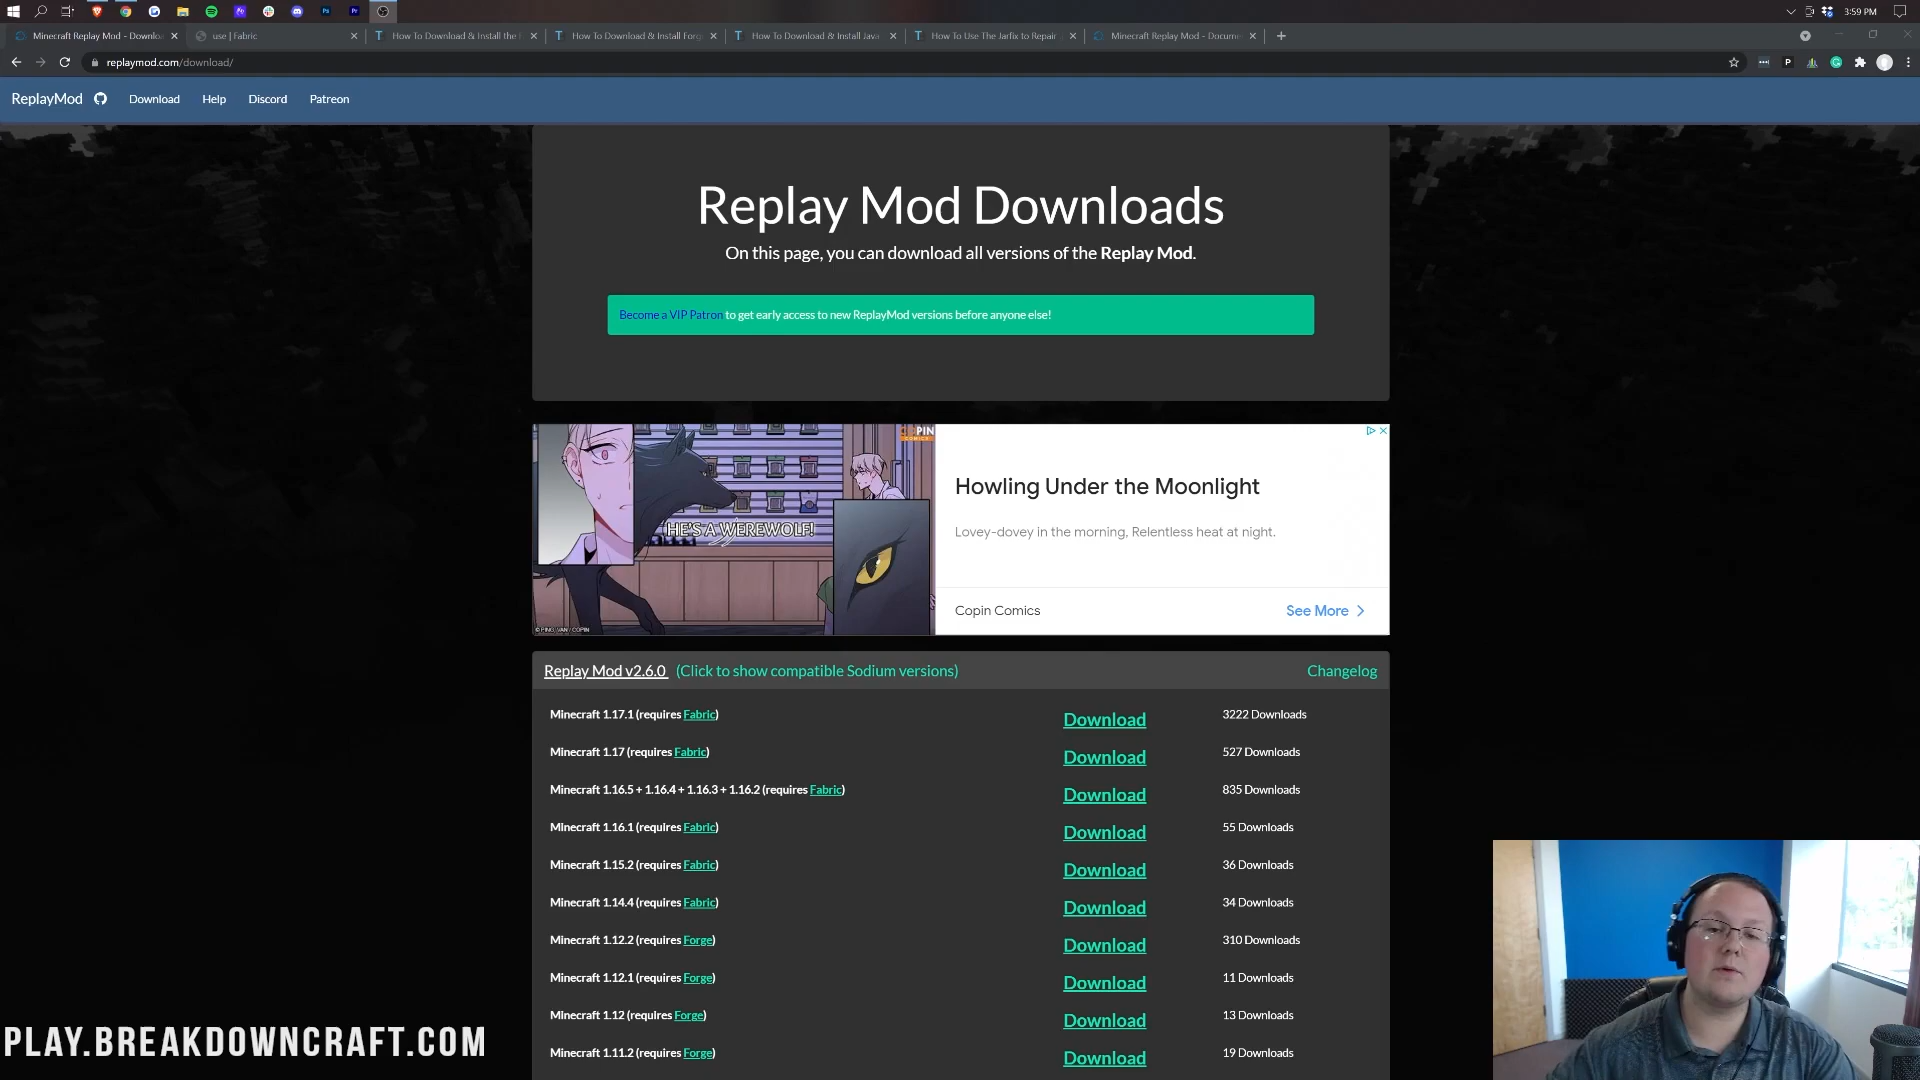 3:59 PM
Minecraft Replay Mod - Downlo
use | Fabric
How To Download & Install the F
How To Download & Install Forg
How To Download & Install Java
How To Use The Jarfix to Repair
Minecraft Replay Mod - Docume
replaymod.com/download/
ReplayMod Download Help Discord Patreon
Replay Mod Downloads
On this page, you can download all versions of the Replay Mod.
Become a VIP Patron to get early access to new ReplayMod versions before anyone else!
HE'S A WEREWOLF!
Howling Under the Moonlight
Lovey-dovey in the morning, Relentless heat at night.
Copin Comics See More
Replay Mod v2.6.0 (Click to show compatible Sodium versions) Changelog
Minecraft 1.17.1 (requires Fabric) Download 3222 Downloads
Minecraft 1.17 (requires Fabric) Download 527 Downloads
Minecraft 1.16.5 + 1.16.4 + 1.16.3 + 1.16.2 (requires Fabric) Download 835 Downloads
Minecraft 1.16.1 (requires Fabric) Download 55 Downloads
Minecraft 1.15.2 (requires Fabric) Download 36 Downloads
Minecraft 1.14.4 (requires Fabric) Download 34 Downloads
Minecraft 1.12.2 (requires Forge) Download 310 Downloads
Minecraft 1.12.1 (requires Forge) Download 11 Downloads
Minecraft 1.12 (requires Forge) Download 13 Downloads
Minecraft 1.11.2 (requires Forge) Download 19 Downloads
PLAY.BREAKDOWNCRAFT.COM